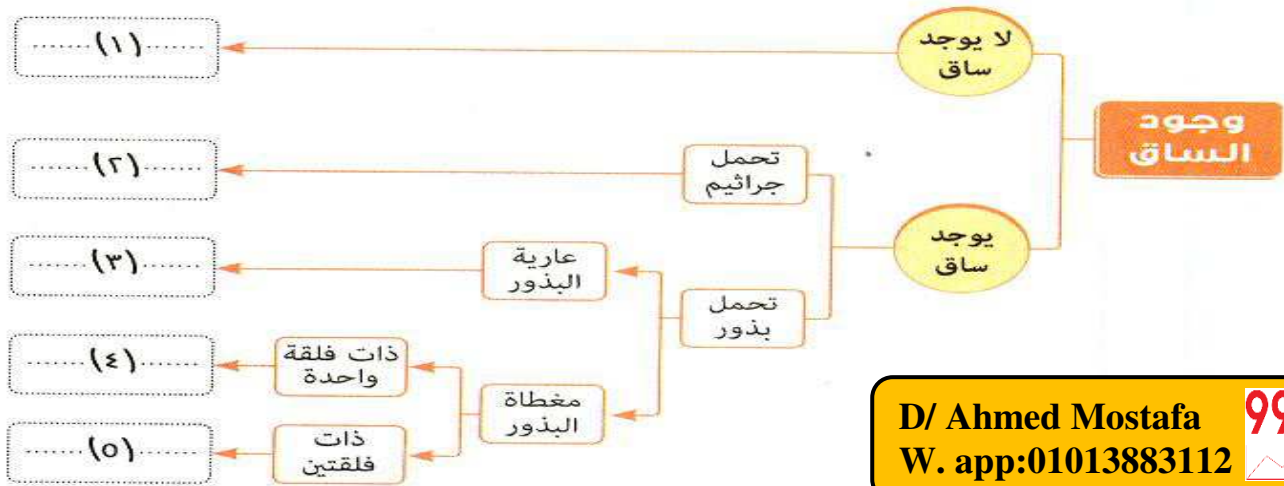 وجود
الساق
لا يوجد
ساق
......(١)......
يوجد
ساق
تحمل
جراثيم
......(٢)......
تحمل
بذور
عارية
البذور
......(٣)......
مغطاة
البذور
ذات فلقة
واحدة
......(٤)......
ذات
فلقتين
......(٥)......
D/ Ahmed Mostafa
W. app:01013883112